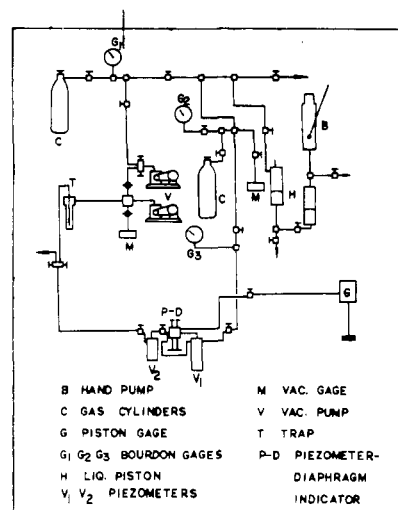 G1
G2
B
C
T
V
C
M
H
M
G3
P-D
G
V2
V1
B HAND PUMP
C GAS CYLINDERS
G PISTON GAGE
G1 G2 G3 BOURDON GAGES
H LIQ. PISTON
V1 V2 PIEZOMETERS
M VAC. GAGE
V VAC. PUMP
T TRAP
P-D PIEZOMETER-
DIAPHRAGM
INDICATOR